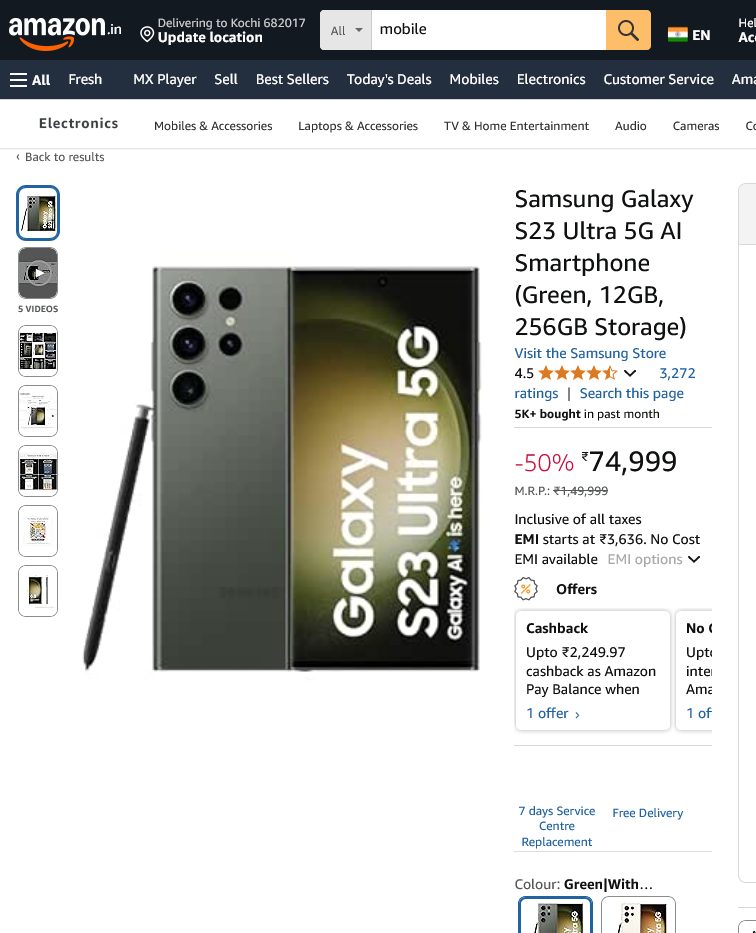 amazon.in
Delivering to Kochi 682017
Update location
All
mobile
EN
Hel
Acc
All
Fresh
MX Player
Sell
Best Sellers
Today's Deals
Mobiles
Electronics
Customer Service
Ama
Electronics
Mobiles & Accessories
Laptops & Accessories
TV & Home Entertainment
Audio
Cameras
Co
‹ Back to results
5 VIDEOS
Galaxy
S23 Ultra 5G
Galaxy AI is here
SAMSUNG
Samsung Galaxy
S23 Ultra 5G AI
Smartphone
(Green, 12GB,
256GB Storage)
Visit the Samsung Store
4.5
3,272
ratings | Search this page
5K+ bought in past month
-50% ₹74,999
M.R.P.: ₹1,49,999
Inclusive of all taxes
EMI starts at ₹3,636. No Cost
EMI available EMI options
Offers
Cashback
Upto ₹2,249.97
cashback as Amazon
Pay Balance when
1 offer ›
No C
Upto
inter
Ama
1 of
7 days Service
Centre
Replacement
Free Delivery
Colour: Green|With…